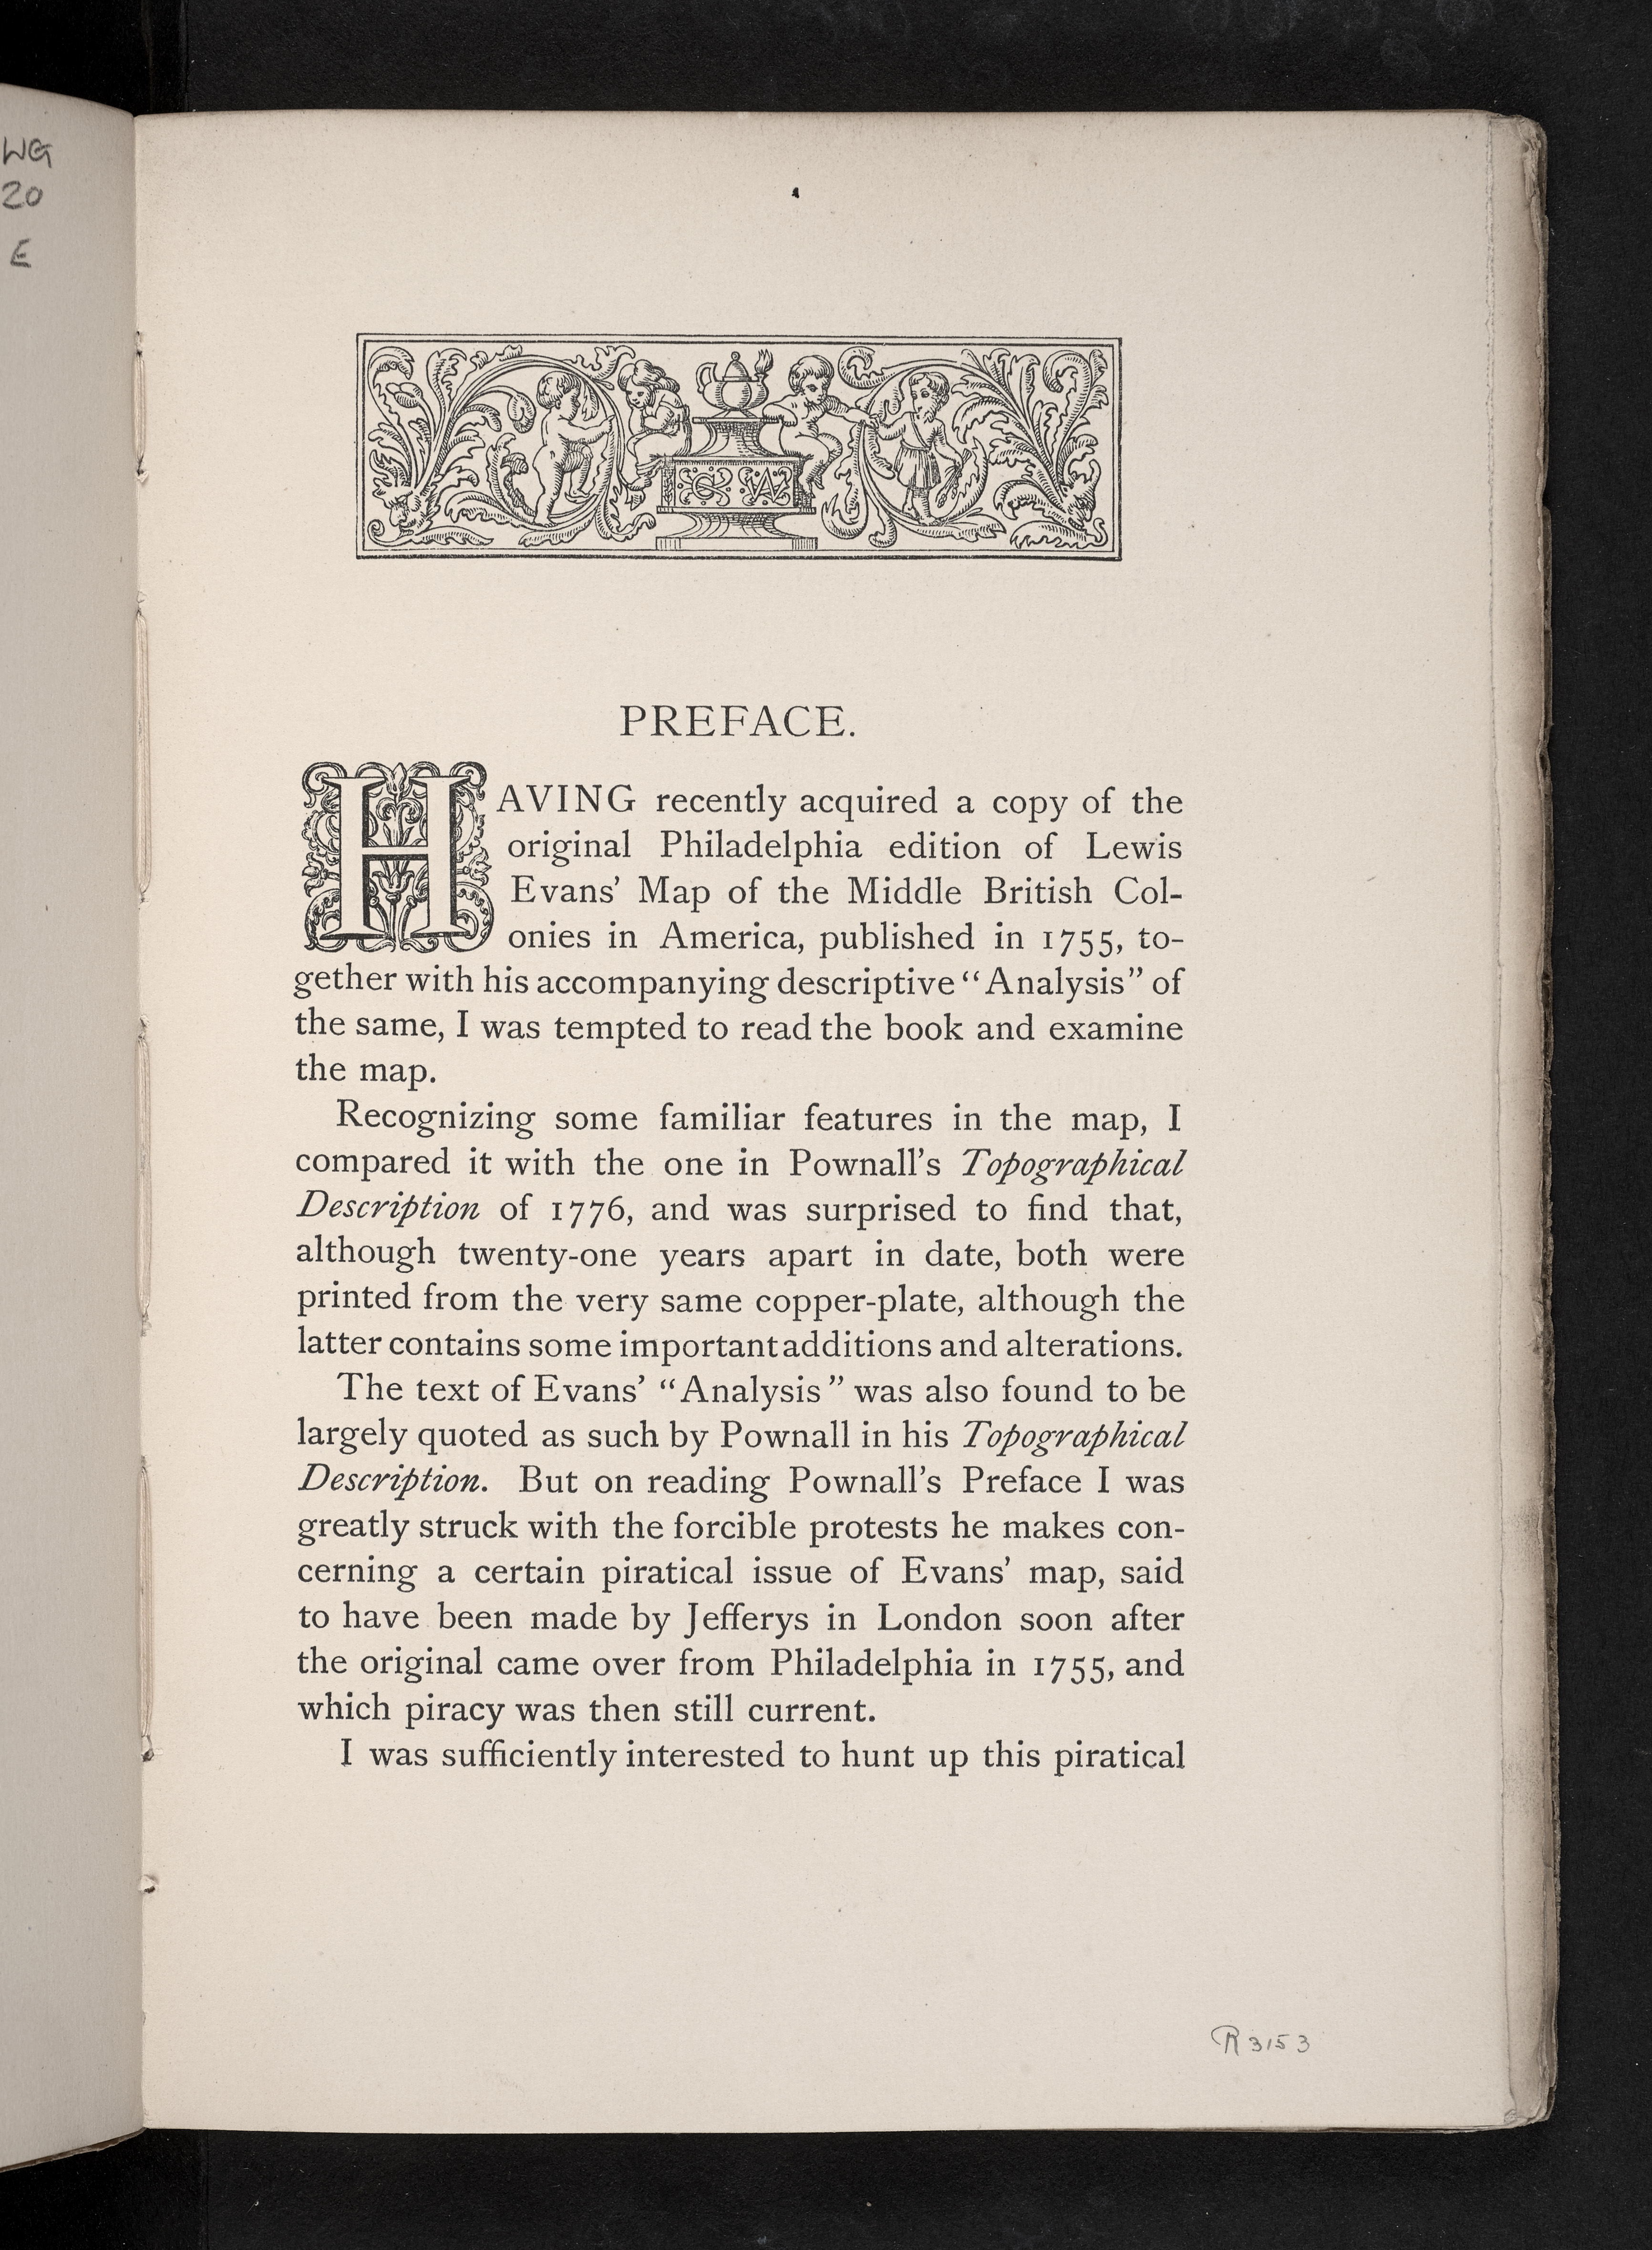 WG
20
E
C W
PREFACE.
HAVING recently acquired a copy of the
original Philadelphia edition of Lewis
Evans’ Map of the Middle British Col-
onies in America, published in 1755, to-
gether with his accompanying descriptive “Analysis” of
the same, I was tempted to read the book and examine
the map.
Recognizing some familiar features in the map, I
compared it with the one in Pownall’s Topographical
Description of 1776, and was surprised to find that,
although twenty-one years apart in date, both were
printed from the very same copper-plate, although the
latter contains some important additions and alterations.
The text of Evans’ “Analysis” was also found to be
largely quoted as such by Pownall in his Topographical
Description. But on reading Pownall’s Preface I was
greatly struck with the forcible protests he makes con-
cerning a certain piratical issue of Evans’ map, said
to have been made by Jefferys in London soon after
the original came over from Philadelphia in 1755, and
which piracy was then still current.
I was sufficiently interested to hunt up this piratical
R3153